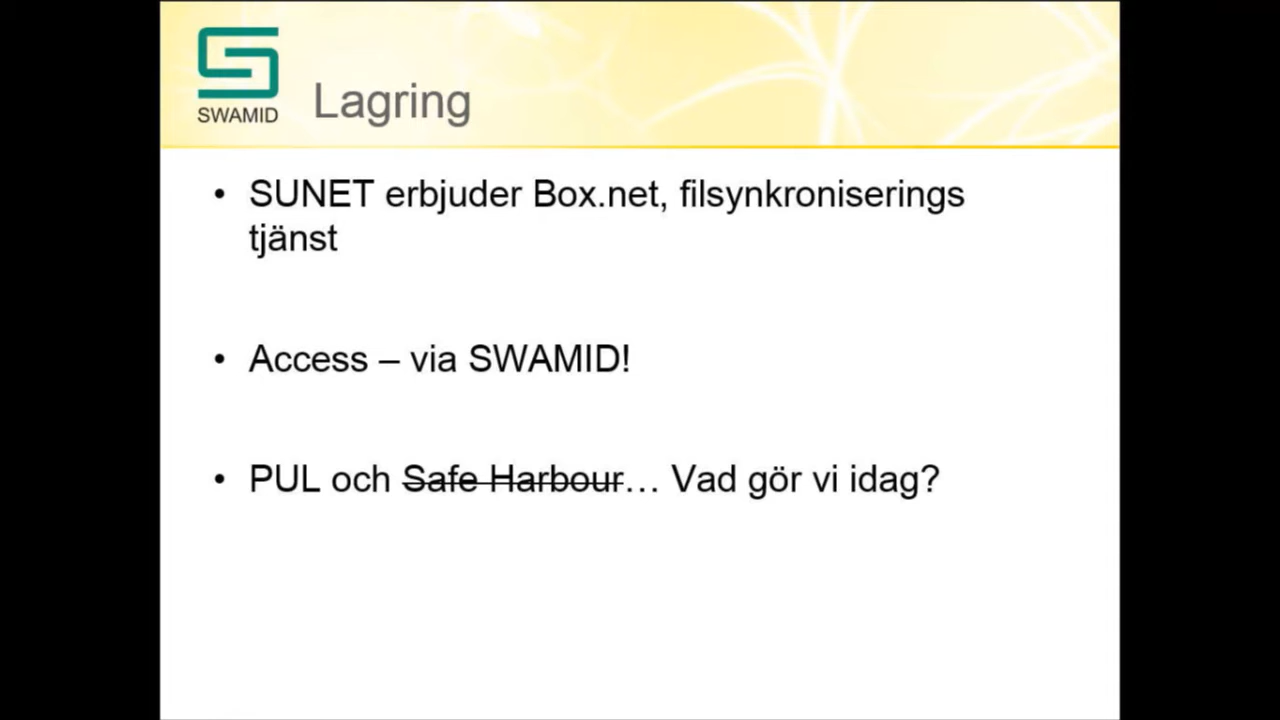 SWAMID
Lagring
• SUNET erbjuder Box.net, filsynkroniserings
tjänst
• Access – via SWAMID!
• PUL och Safe Harbour… Vad gör vi idag?